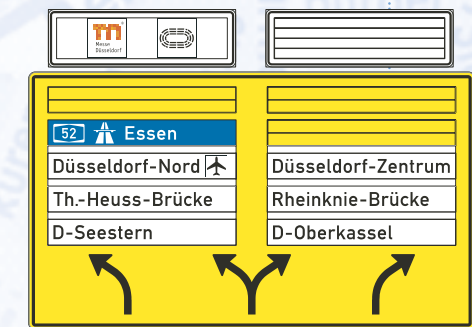 Messe
Düsseldorf
52 Essen
Düsseldorf-Nord
Th.-Heuss-Brücke
D-Seestern
Düsseldorf-Zentrum
Rheinknie-Brücke
D-Oberkassel